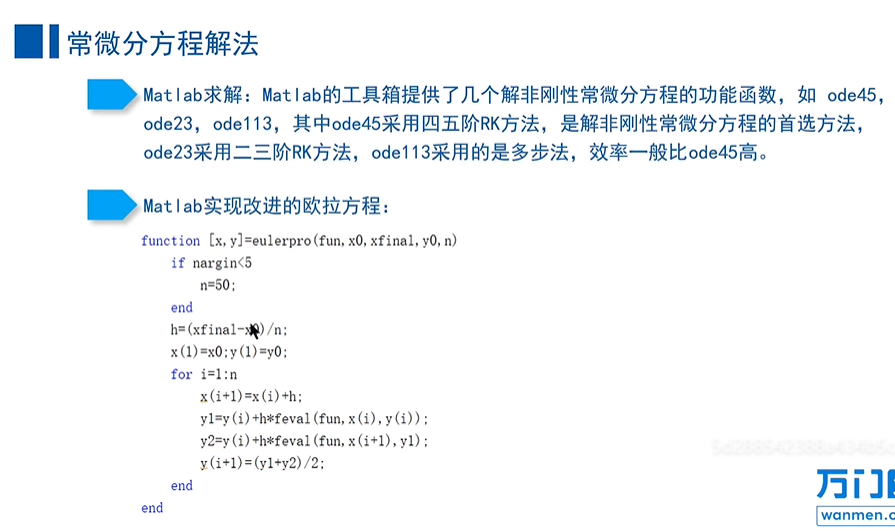 常微分方程解法
Matlab求解：Matlab的工具箱提供了几个解非刚性常微分方程的功能函数，如 ode45，
ode23，ode113，其中ode45采用四五阶RK方法，是解非刚性常微分方程的首选方法，
ode23采用二三阶RK方法，ode113采用的是多步法，效率一般比ode45高。
Matlab实现改进的欧拉方程：
function [x,y]=eulerpro(fun,x0,xfinal,y0,n)
if nargin<5
n=50;
end
h=(xfinal-x0)/n;
x(1)=x0;y(1)=y0;
for i=1:n
x(i+1)=x(i)+h;
y1=y(i)+h*feval(fun,x(i),y(i));
y2=y(i)+h*feval(fun,x(i+1),y1);
y(i+1)=(y1+y2)/2;
end
end
万门
wanmen.c